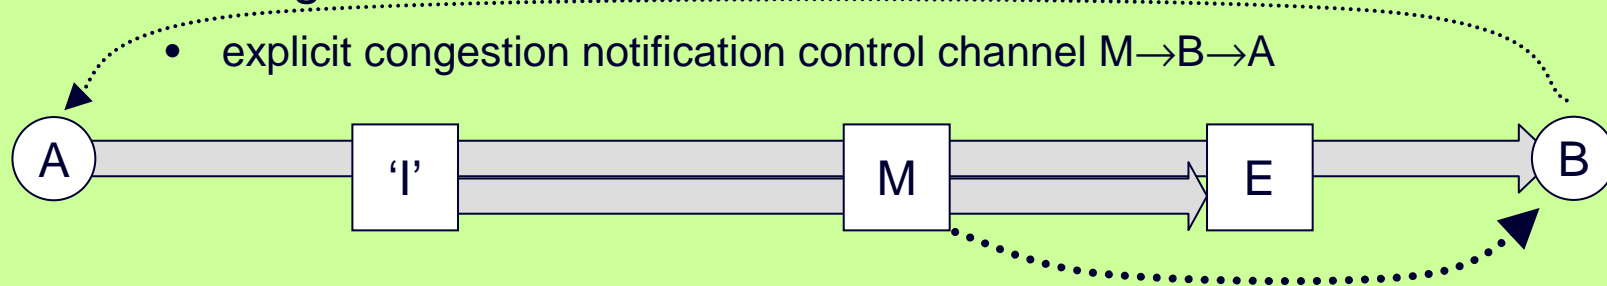 • explicit congestion notification control channel M→B→A
A ‘I’ M E B